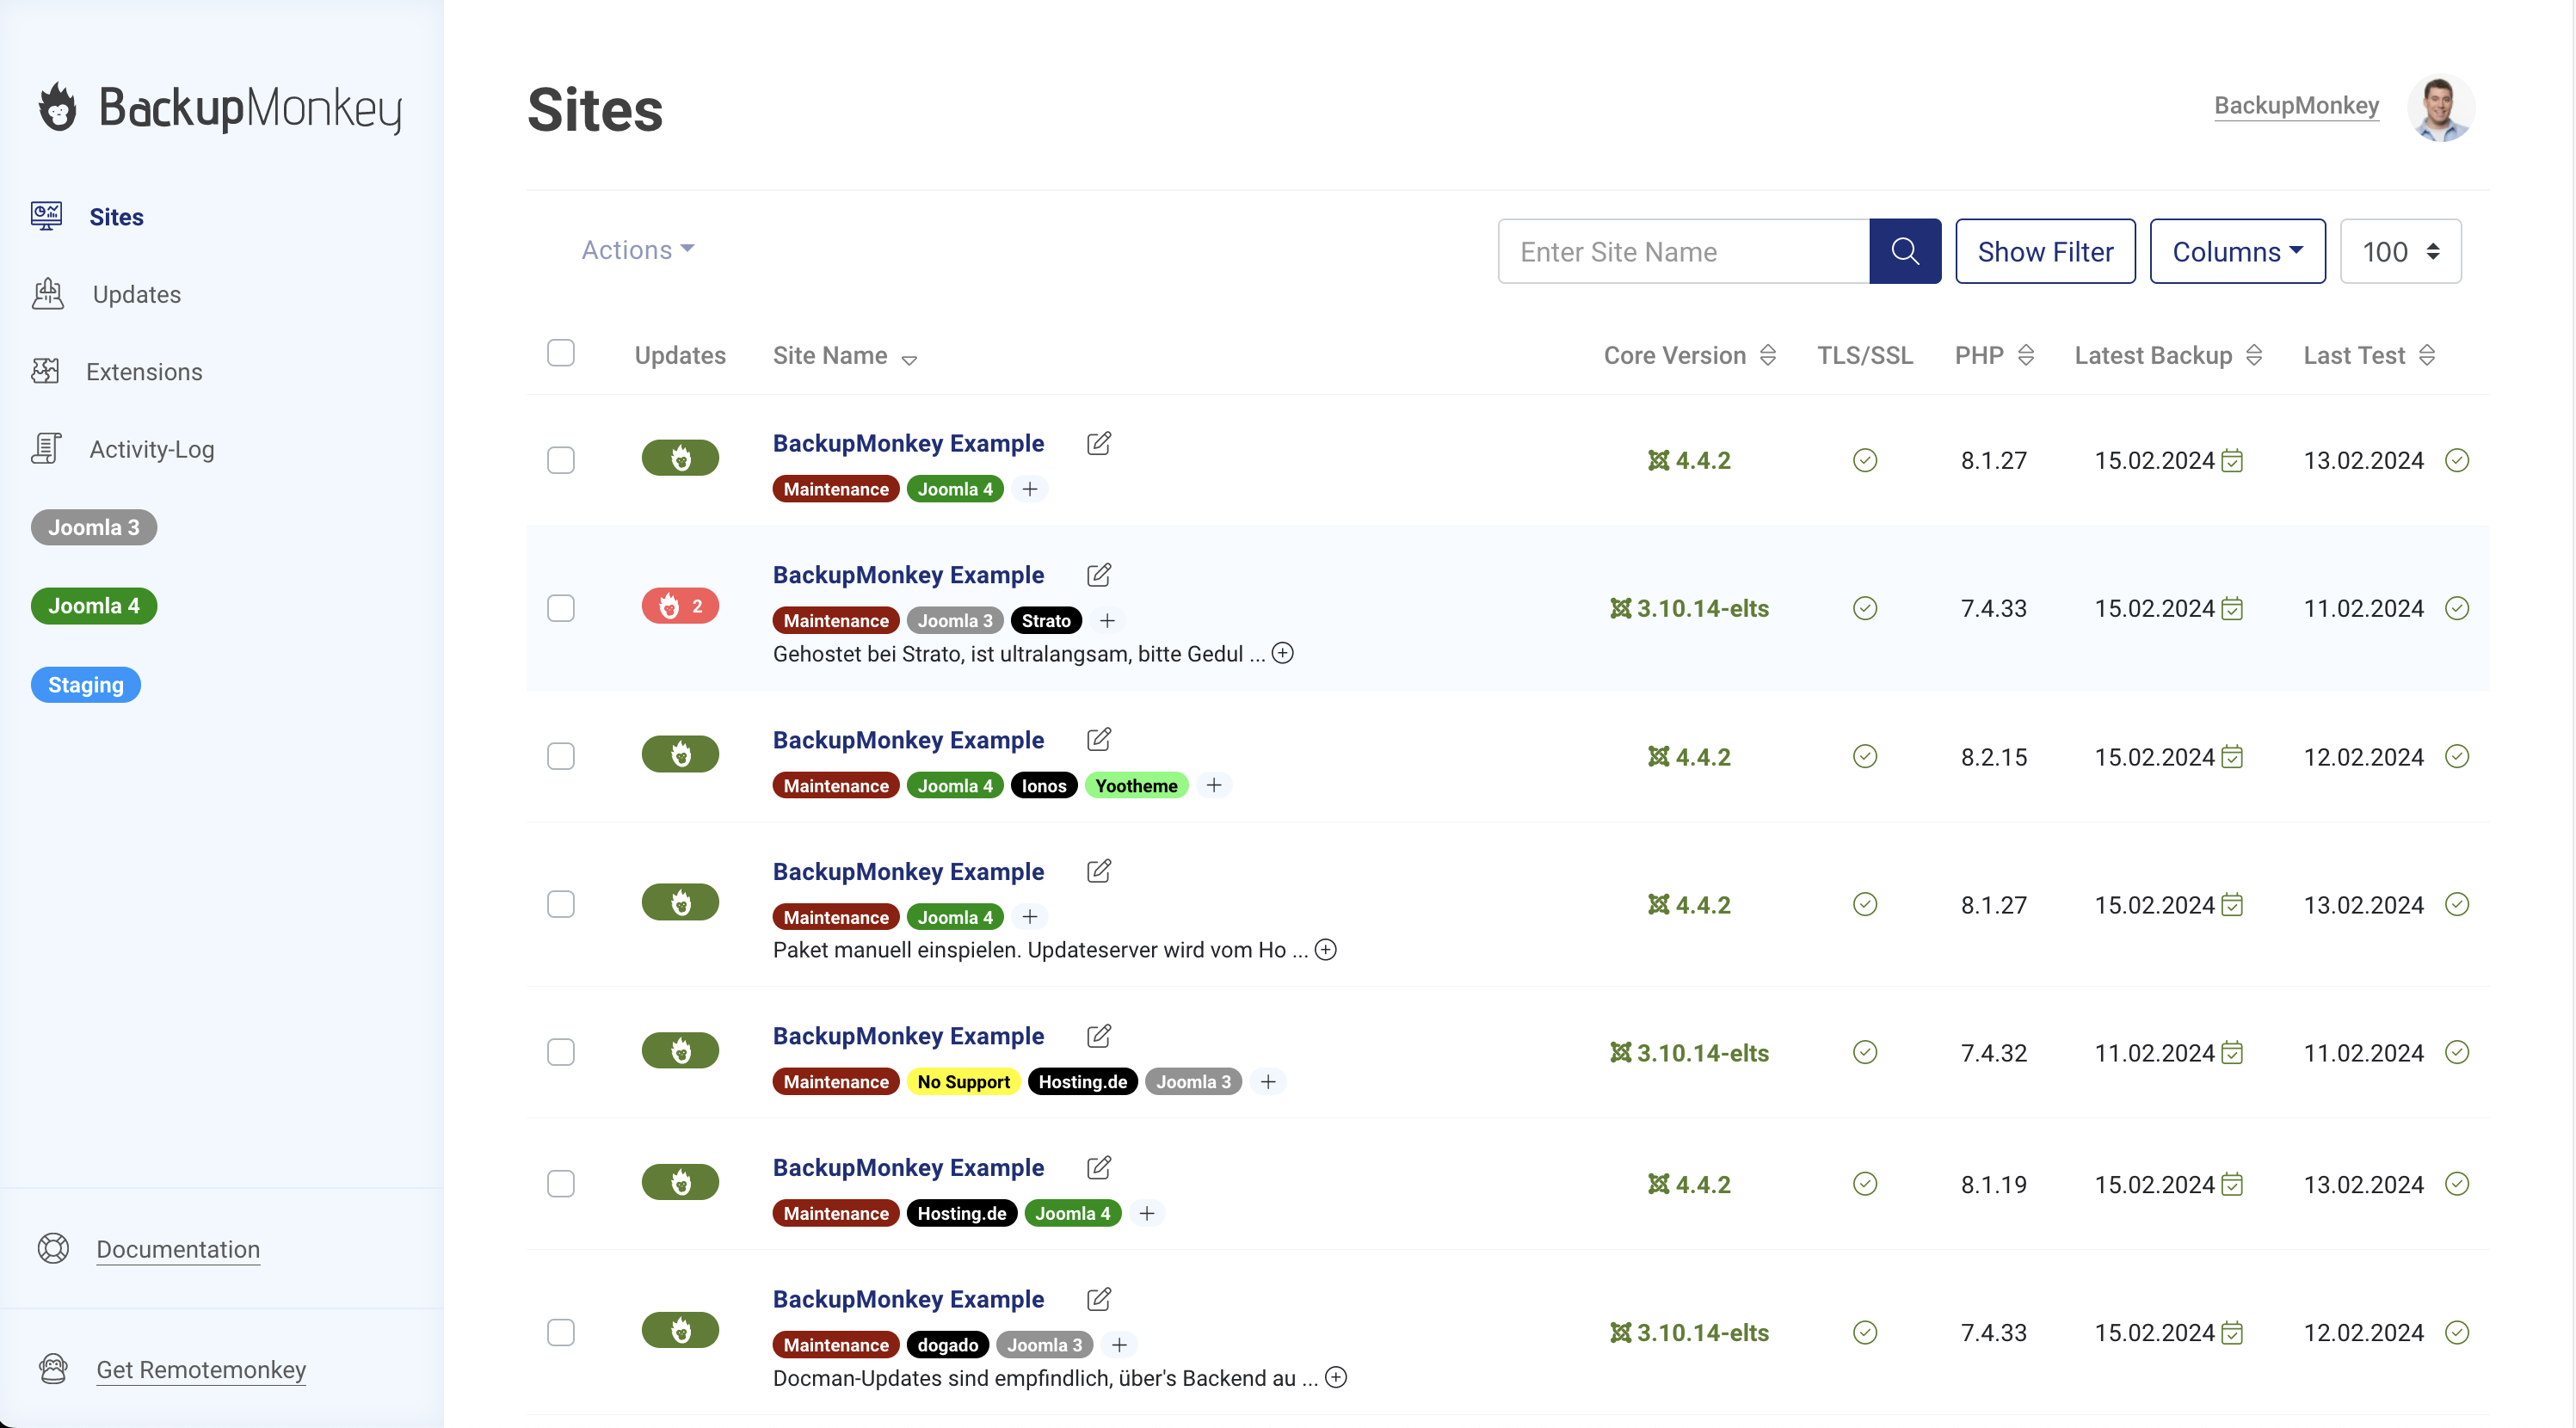 BackupMonkey
Sites
Updates
Extensions
Activity-Log
Joomla 3
Joomla 4
Staging
Documentation
Get Remotemonkey
Sites
BackupMonkey
Actions
Enter Site Name
Show Filter
Columns
100
Updates Site Name Core Version TLS/SSL PHP Latest Backup Last Test
BackupMonkey Example
Maintenance Joomla 4 +
4.4.2 8.1.27 15.02.2024 13.02.2024
BackupMonkey Example
2
Maintenance Joomla 3 Strato +
Gehostet bei Strato, ist ultralangsam, bitte Gedul ...
3.10.14-elts 7.4.33 15.02.2024 11.02.2024
BackupMonkey Example
Maintenance Joomla 4 Ionos Yootheme +
4.4.2 8.2.15 15.02.2024 12.02.2024
BackupMonkey Example
Maintenance Joomla 4 +
Paket manuell einspielen. Updateserver wird vom Ho ...
4.4.2 8.1.27 15.02.2024 13.02.2024
BackupMonkey Example
Maintenance No Support Hosting.de Joomla 3 +
3.10.14-elts 7.4.32 11.02.2024 11.02.2024
BackupMonkey Example
Maintenance Hosting.de Joomla 4 +
4.4.2 8.1.19 15.02.2024 13.02.2024
BackupMonkey Example
Maintenance dogado Joomla 3 +
Docman-Updates sind empfindlich, über's Backend au ...
3.10.14-elts 7.4.33 15.02.2024 12.02.2024